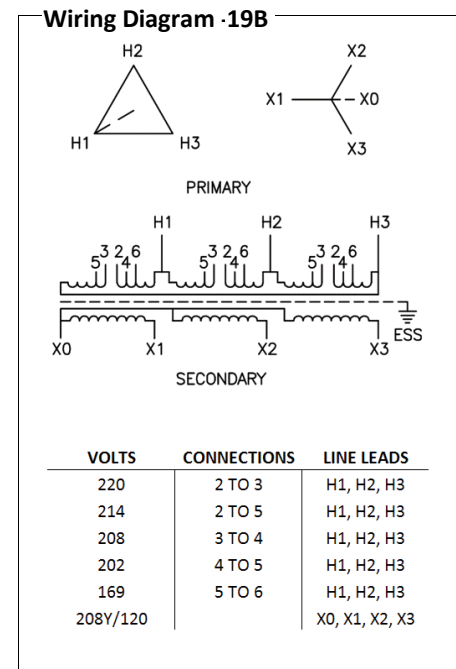 Wiring Diagram -19B
H2 X2
X1 X0
H1 H3 X3
PRIMARY
H1 H2 H3
5 3 2 4 6 5 3 2 4 6 5 3 2 4 6
ESS
X0 X1 X2 X3
SECONDARY
VOLTS CONNECTIONS LINE LEADS
220 2 TO 3 H1, H2, H3
214 2 TO 5 H1, H2, H3
208 3 TO 4 H1, H2, H3
202 4 TO 5 H1, H2, H3
169 5 TO 6 H1, H2, H3
208Y/120 X0, X1, X2, X3